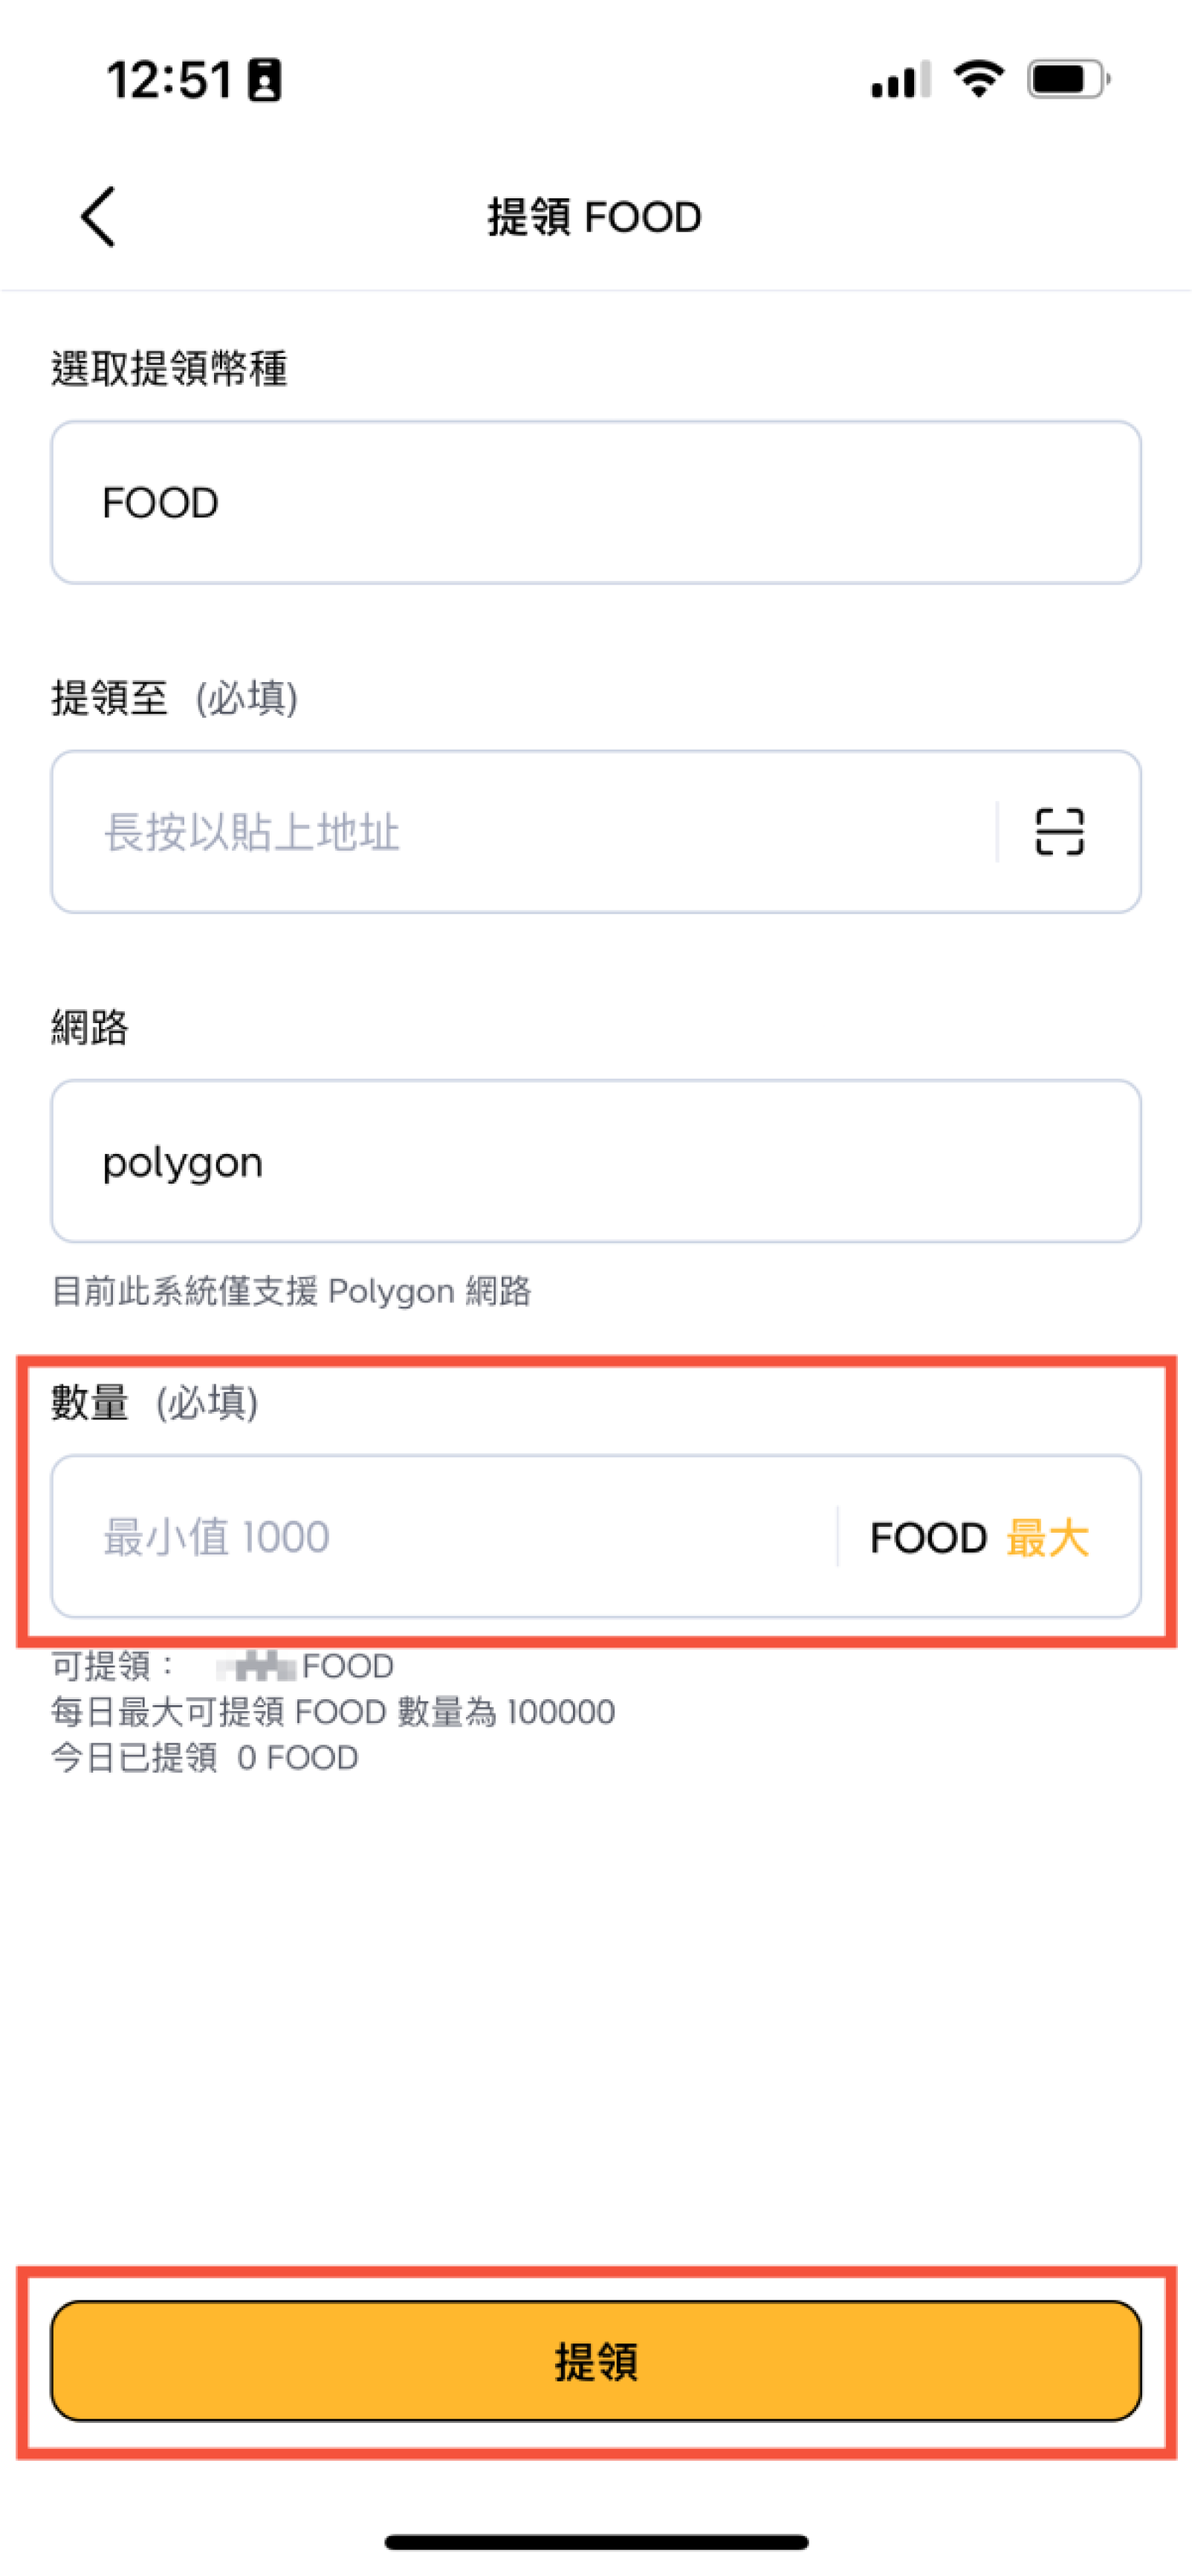 12:51
提領 FOOD
選取提領幣種
FOOD
提領至 (必填)
長按以貼上地址
網路
polygon
目前此系統僅支援 Polygon 網路
數量 (必填)
最小值 1000 FOOD 最大
可提領： FOOD
每日最大可提領 FOOD 數量為 100000
今日已提領 0 FOOD
提領